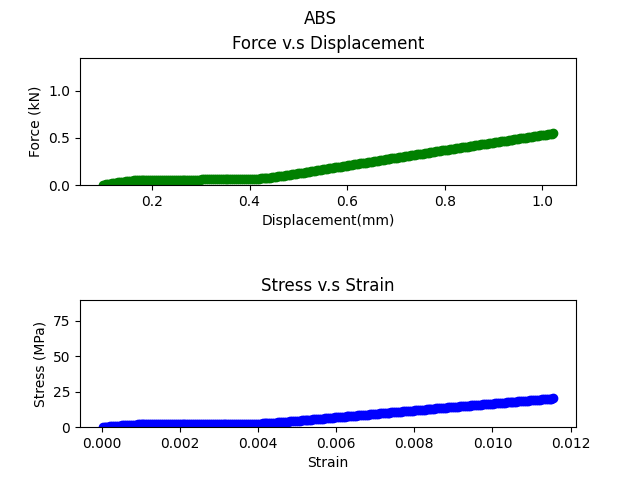 ABS
Force v.s Displacement
1.0
0.5
0.0
Force (kN)
0.2 0.4 0.6 0.8 1.0
Displacement(mm)
Stress v.s Strain
75
50
25
0
Stress (MPa)
0.000 0.002 0.004 0.006 0.008 0.010 0.012
Strain